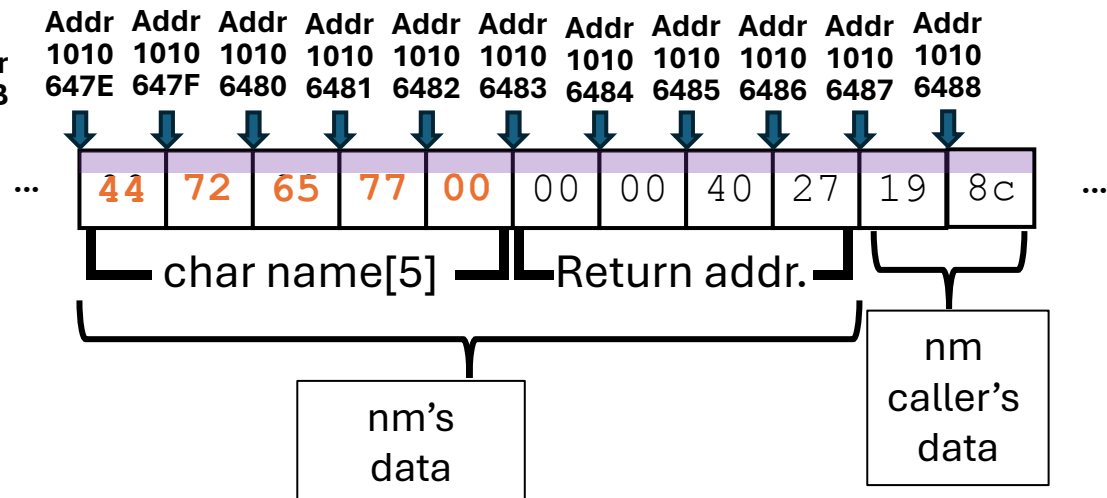 Addr Addr Addr Addr Addr Addr Addr Addr Addr Addr Addr
1010 1010 1010 1010 1010 1010 1010 1010 1010 1010 1010
647E 647F 6480 6481 6482 6483 6484 6485 6486 6487 6488
... 44 72 65 77 00 00 00 40 27 19 8c ...
char name[5] Return addr.
nm's
data
nm
caller's
data